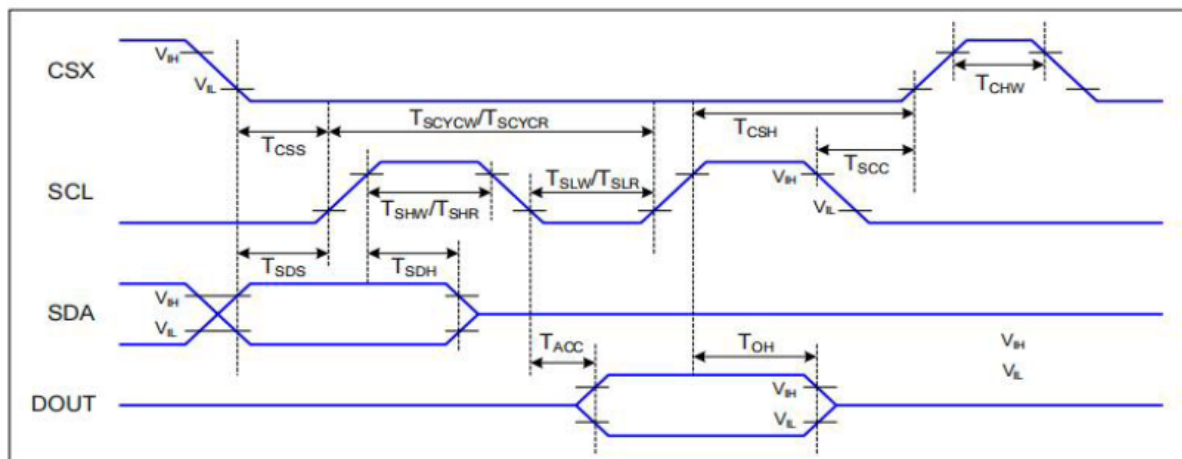 CSX
VIH
VIL
TCHW
TSCYCW/TSCYCR
TCSS
TCSH
TSCC
SCL
TSLW/TSLR
VIH
TSHW/TSHR
VIL
TSDS
TSDH
SDA
VIH
VIL
TACC
TOH
VIH
VIL
DOUT
VIH
VIL